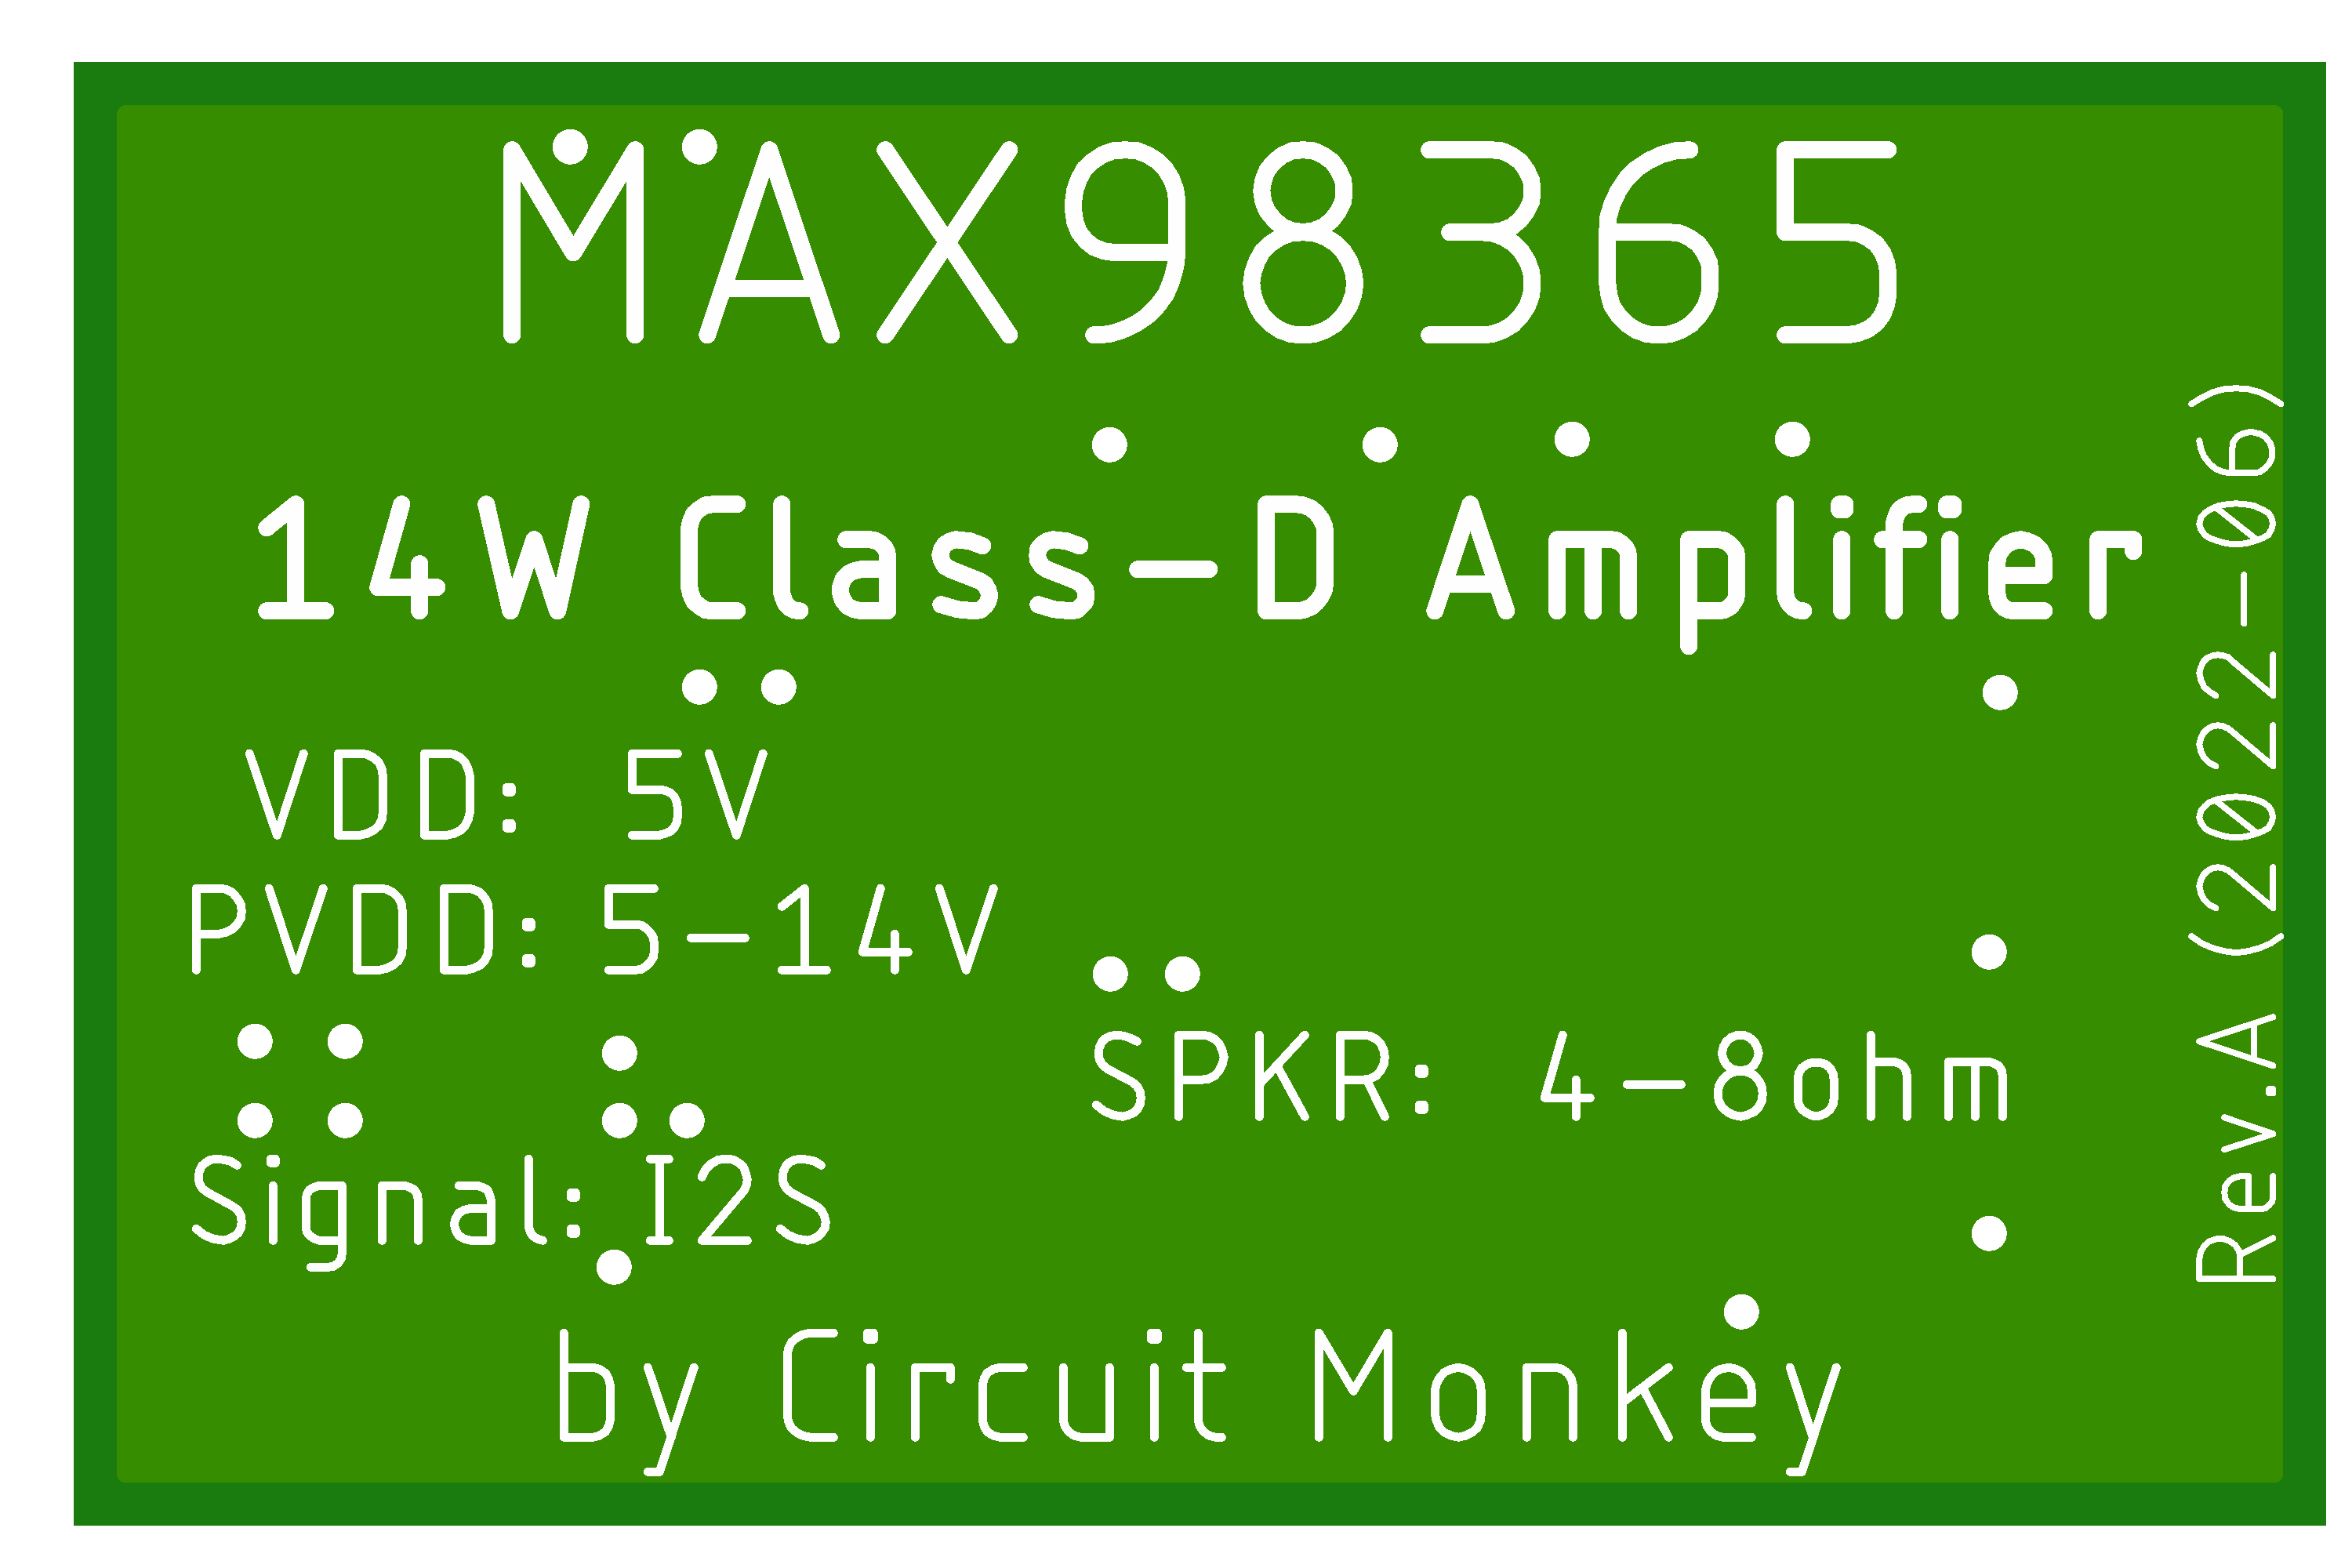 MAX98365
14W Class-D Amplifier
VDD: 5V
PVDD: 5-14V
SPKR: 4-8ohm
Signal: I2S
by Circuit Monkey
Rev.A (2022-06)